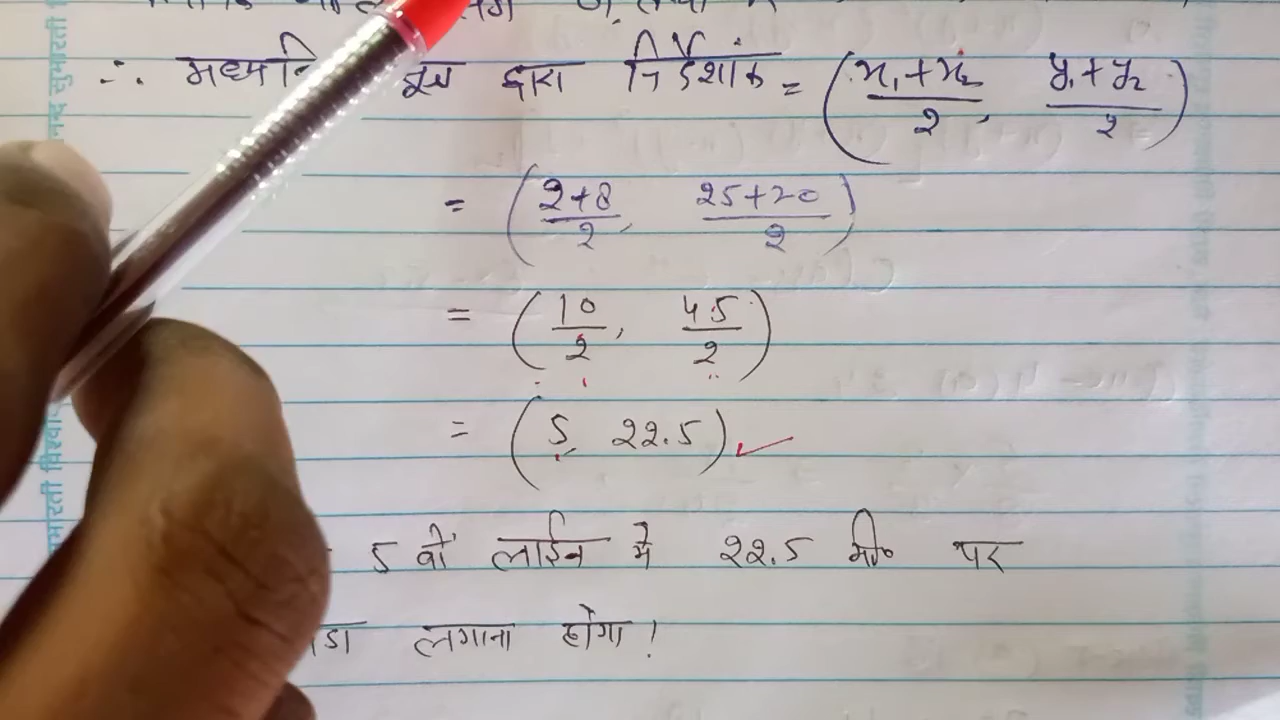 ∴ मध्यबि सूत्र द्वारा निर्देशांक = (x₁+x₂/2, y₁+y₂/2)
= (2+8/2, 25+20/2)
= (10/2, 45/2)
= (5, 22.5)
5 वीं लाईन में 22.5 मी० पर
लगाना होगा!